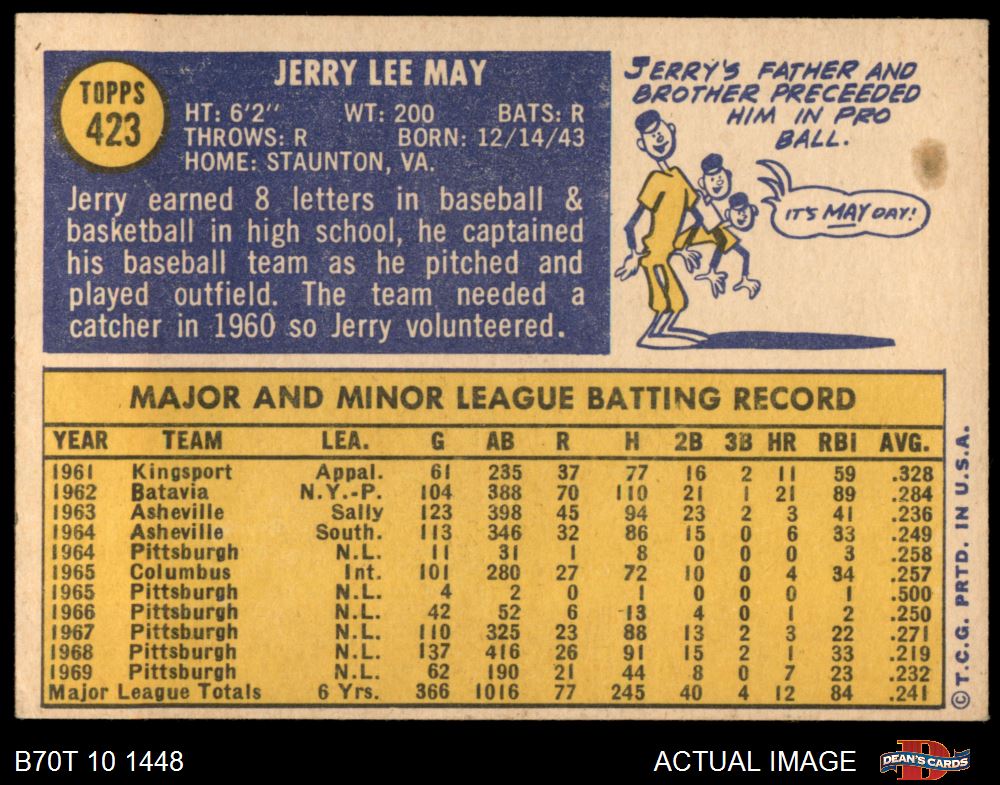 TOPPS
423
JERRY LEE MAY
HT: 6'2" WT: 200 BATS: R
THROWS: R BORN: 12/14/43
HOME: STAUNTON, VA.
Jerry earned 8 letters in baseball &
basketball in high school, he captained
his baseball team as he pitched and
played outfield. The team needed a
catcher in 1960 so Jerry volunteered.
JERRY'S FATHER AND
BROTHER PRECEEDED
HIM IN PRO
BALL.
IT'S MAY DAY!
MAJOR AND MINOR LEAGUE BATTING RECORD
YEAR TEAM LEA. G AB R H 2B 3B HR RBI AVG.
1961 Kingsport Appal. 61 235 37 77 16 2 11 59 .328
1962 Batavia N.Y.-P. 104 388 70 110 21 1 21 89 .284
1963 Asheville Sally 123 398 45 94 23 2 3 41 .236
1964 Asheville South. 113 346 32 86 15 0 6 33 .249
1964 Pittsburgh N.L. 11 31 1 8 0 0 0 3 .258
1965 Columbus Int. 101 280 27 72 10 0 4 34 .257
1965 Pittsburgh N.L. 4 2 0 1 0 0 0 1 .500
1966 Pittsburgh N.L. 42 52 6 13 4 0 1 2 .250
1967 Pittsburgh N.L. 110 325 23 88 13 2 3 22 .271
1968 Pittsburgh N.L. 137 416 26 91 15 2 1 33 .219
1969 Pittsburgh N.L. 62 190 21 44 8 0 7 23 .232
Major League Totals 6 Yrs. 366 1016 77 245 40 4 12 84 .241
© T.C.G. PRTD. IN U.S.A.
B70T 10 1448
ACTUAL IMAGE
D
DEAN'S CARDS